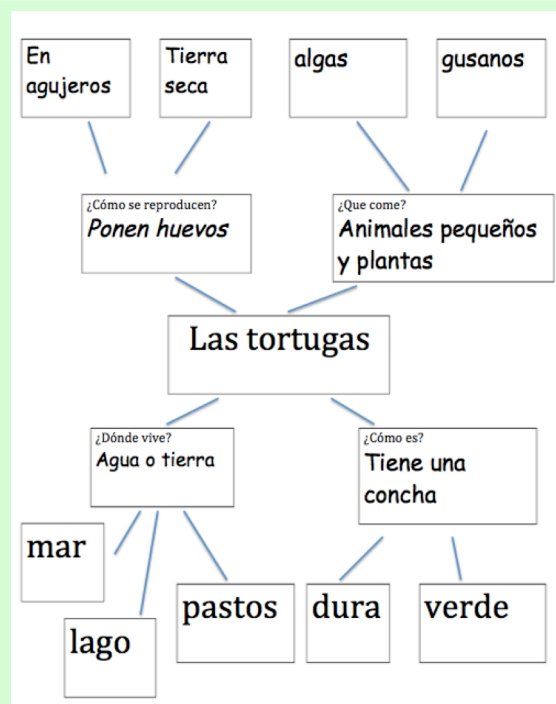 En
agujeros
Tierra
seca
algas
gusanos
¿Cómo se reproducen?
Ponen huevos
¿Que come?
Animales pequeños
y plantas
Las tortugas
¿Dónde vive?
Agua o tierra
¿Cómo es?
Tiene una
concha
mar
lago
pastos
dura
verde